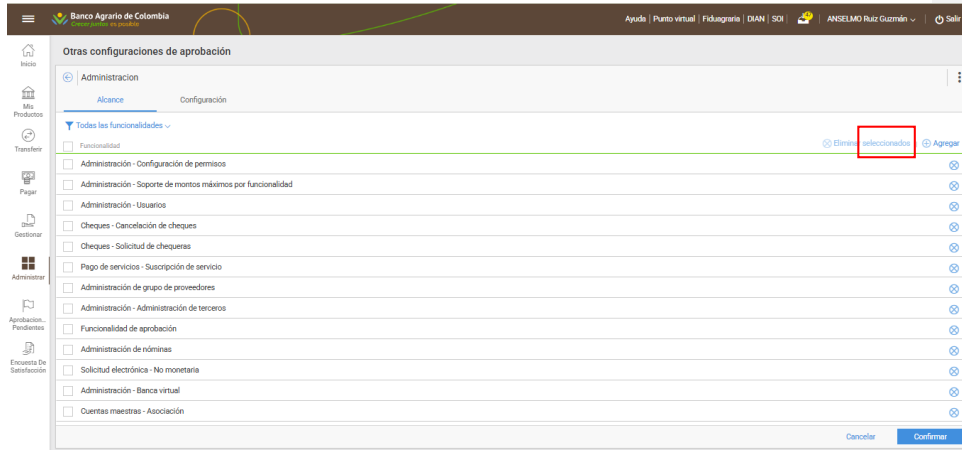 Banco Agrario de Colombia
Crecer juntos es posible
Ayuda | Punto virtual | Fiduagraria | DIAN | SOI | ANSELMO Ruiz Guzmán Salir
Inicio
Mis Productos
Transferir
Pagar
Gestionar
Administrar
Aprobacion... Pendientes
Encuesta De Satisfacción
Otras configuraciones de aprobación
Administracion
Alcance Configuración
Todas las funcionalidades
Funcionalidad Eliminar seleccionados Agregar
Administración - Configuración de permisos
Administración - Soporte de montos máximos por funcionalidad
Administración - Usuarios
Cheques - Cancelación de cheques
Cheques - Solicitud de chequeras
Pago de servicios - Suscripción de servicio
Administración de grupo de proveedores
Administración - Administración de terceros
Funcionalidad de aprobación
Administración de nóminas
Solicitud electrónica - No monetaria
Administración - Banca virtual
Cuentas maestras - Asociación
Cancelar Confirmar